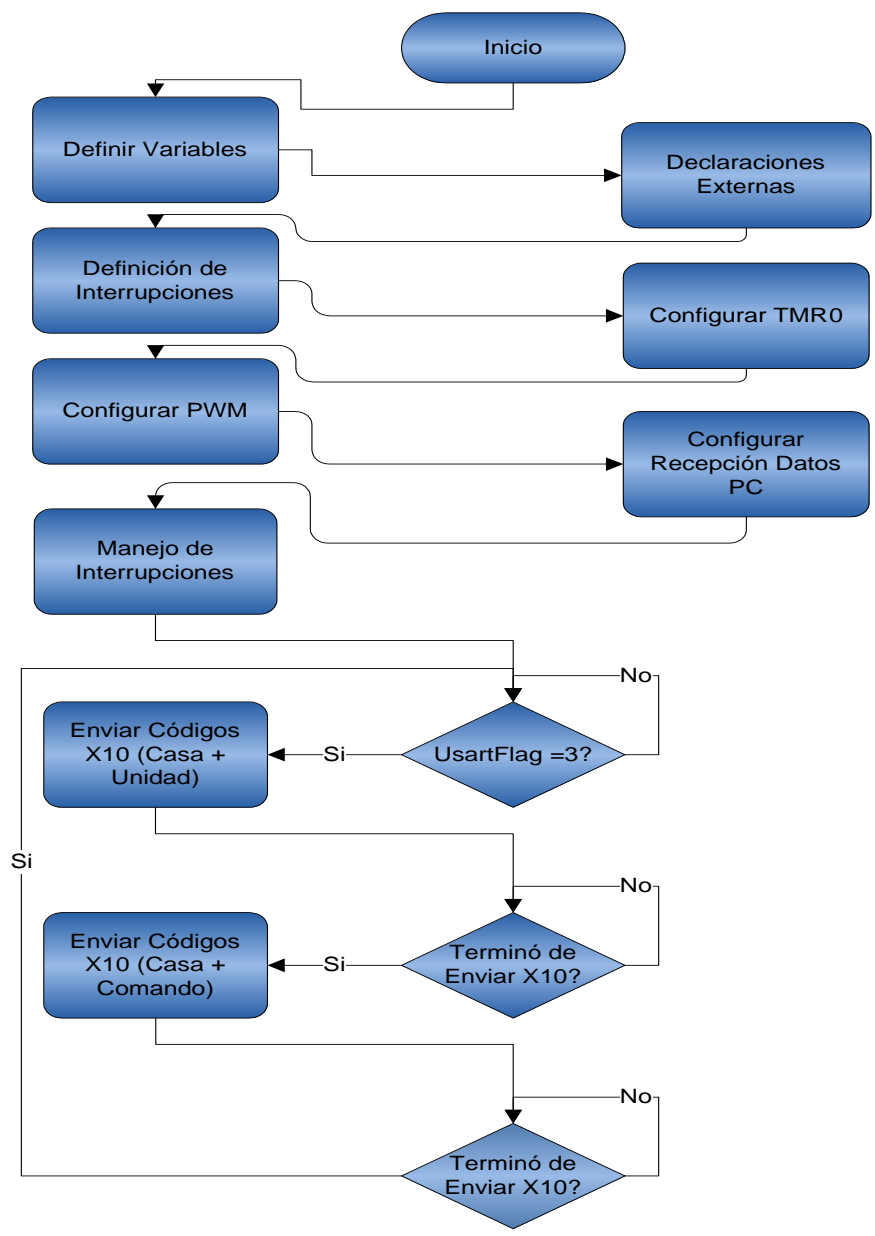 Inicio
Definir Variables
Declaraciones
Externas
Definición de
Interrupciones
Configurar TMR0
Configurar PWM
Configurar
Recepción Datos
PC
Manejo de
Interrupciones
No
Enviar Códigos
X10 (Casa +
Unidad)
Si
UsartFlag =3?
Si
No
Enviar Códigos
X10 (Casa +
Comando)
Si
Terminó de
Enviar X10?
No
Terminó de
Enviar X10?